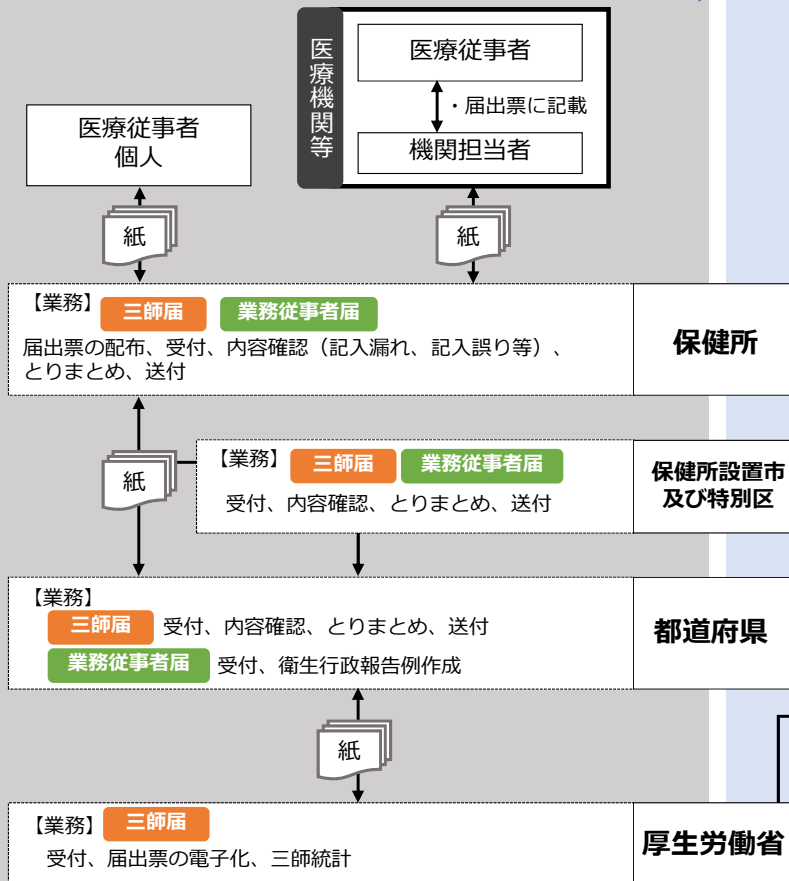 医療機関等
医療従事者
・届出票に記載
機関担当者
医療従事者
個人
紙
紙
【業務】 三師届 業務従事者届
届出票の配布、受付、内容確認（記入漏れ、記入誤り等）、
とりまとめ、送付
保健所
紙
【業務】 三師届 業務従事者届
受付、内容確認、とりまとめ、送付
保健所設置市
及び特別区
【業務】
三師届 受付、内容確認、とりまとめ、送付
業務従事者届 受付、衛生行政報告例作成
都道府県
紙
【業務】 三師届
受付、届出票の電子化、三師統計
厚生労働省